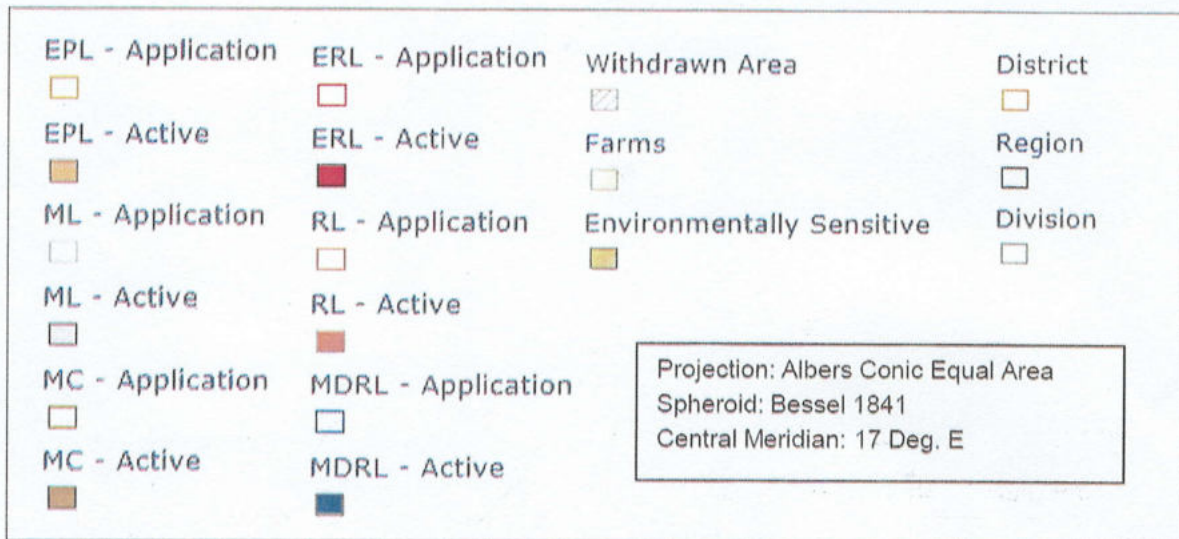 EPL - Application
EPL - Active
ML - Application
ML - Active
MC - Application
MC - Active
ERL - Application
ERL - Active
RL - Application
RL - Active
MDRL - Application
MDRL - Active
Withdrawn Area
Farms
Environmentally Sensitive
District
Region
Division
Projection: Albers Conic Equal Area
Spheroid: Bessel 1841
Central Meridian: 17 Deg. E